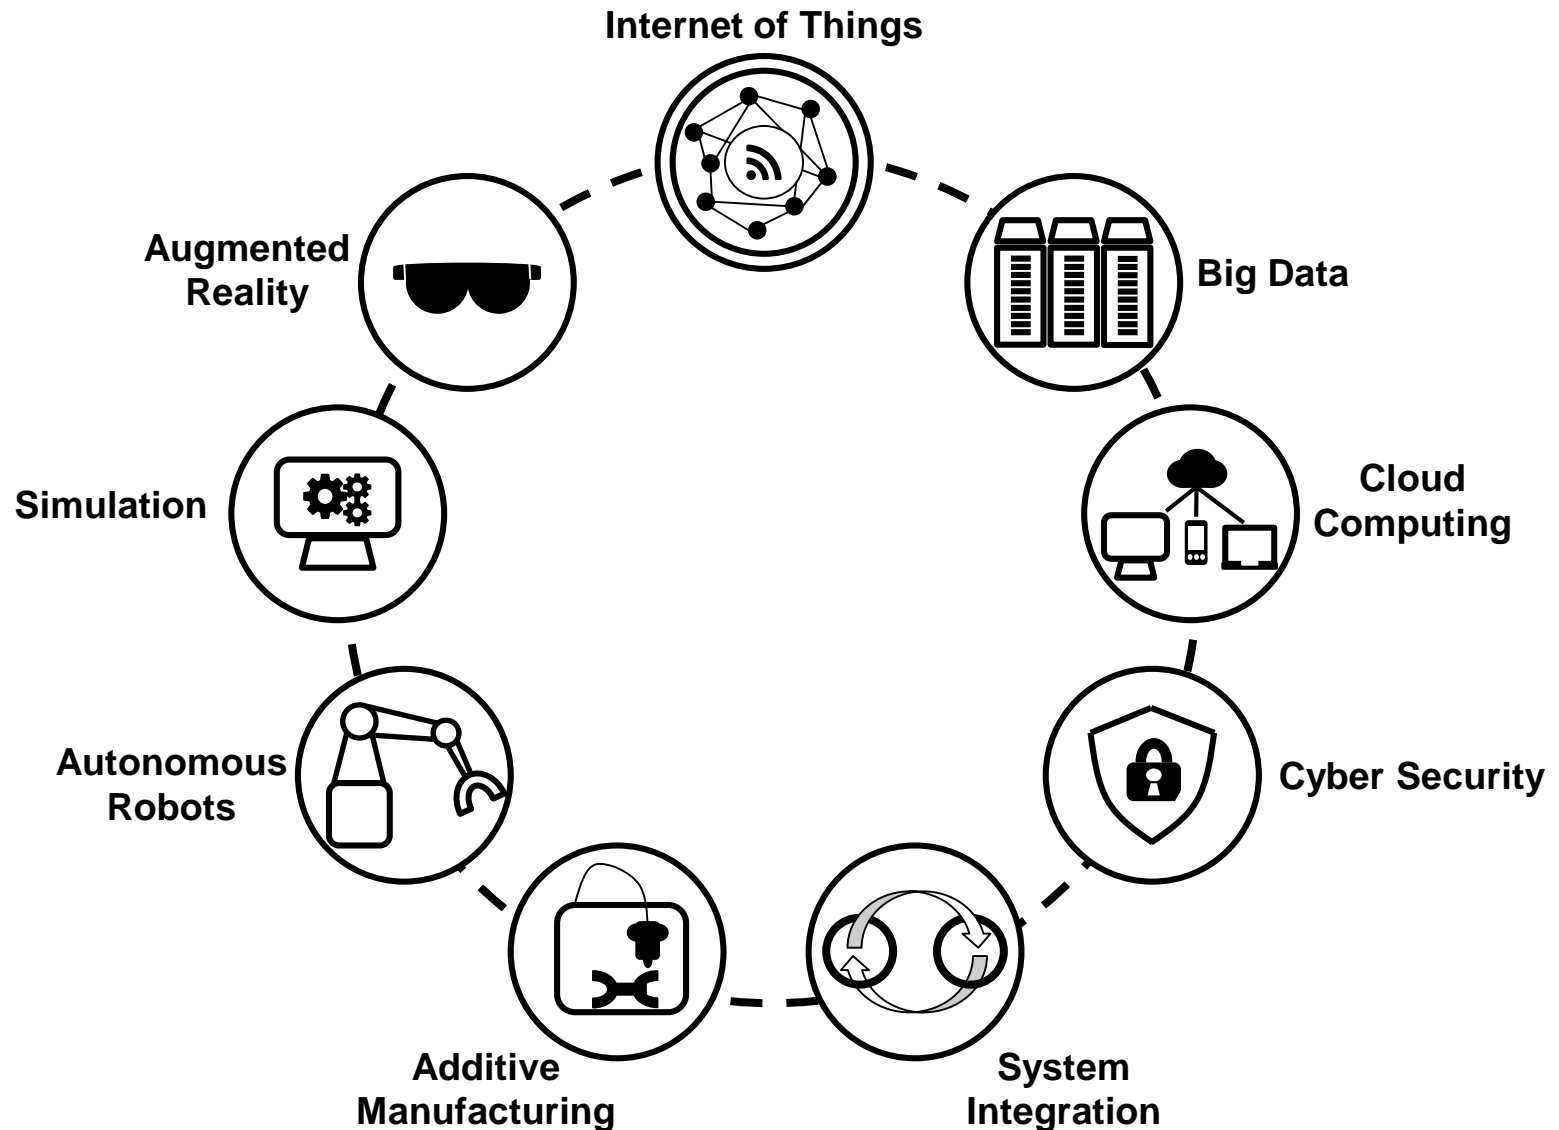 Internet of Things
Augmented
Reality
Big Data
Simulation
Cloud
Computing
Autonomous
Robots
Cyber Security
Additive
Manufacturing
System
Integration